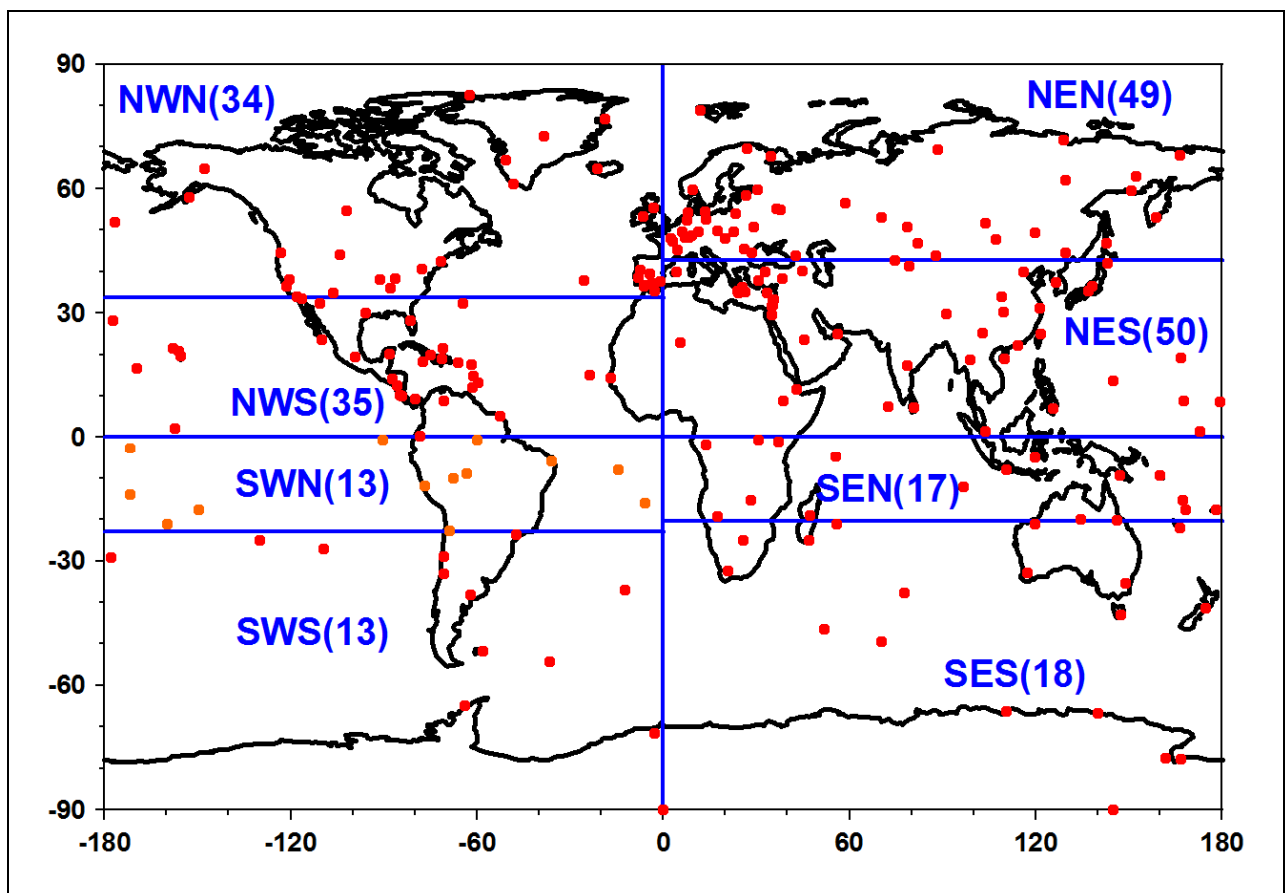 90
NWN(34)
NEN(49)
60
30
NES(50)
NWS(35)
0
SWN(13)
SEN(17)
-30
SWS(13)
SES(18)
-60
-90
-180 -120 -60 0 60 120 180